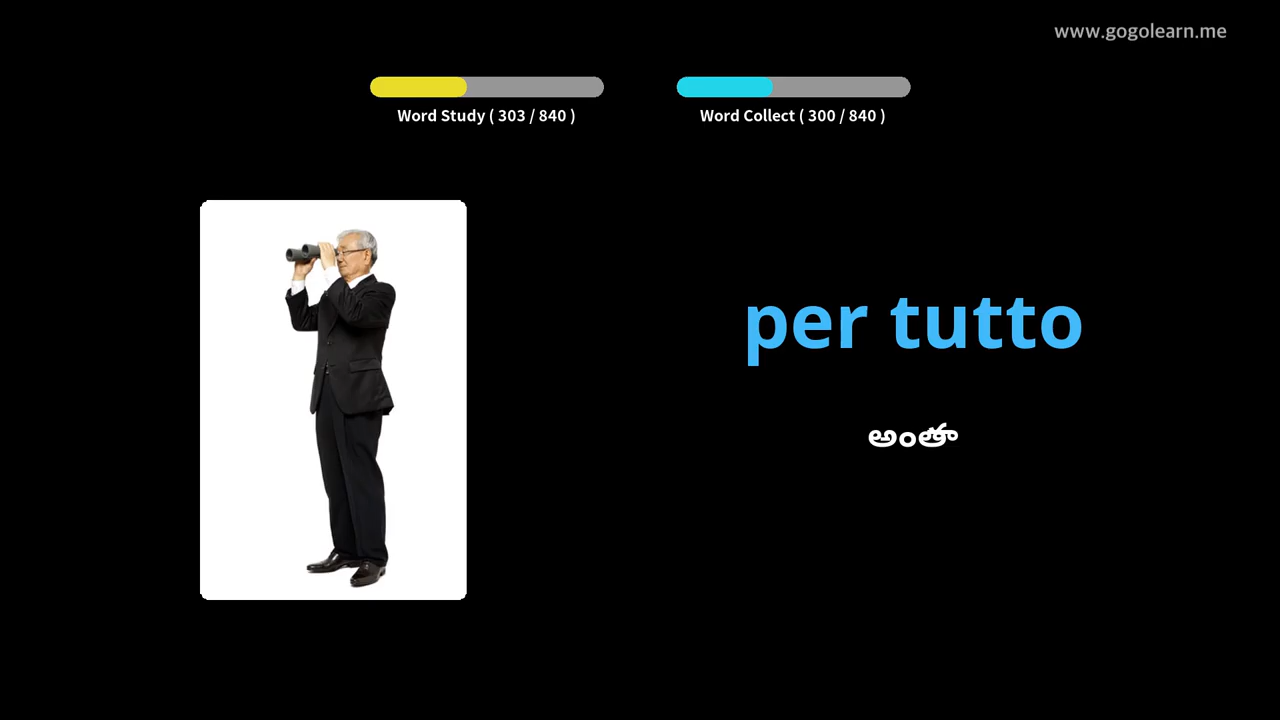 www.gogolearn.me
Word Study ( 303 / 840 )
Word Collect ( 300 / 840 )
per tutto
అంతా